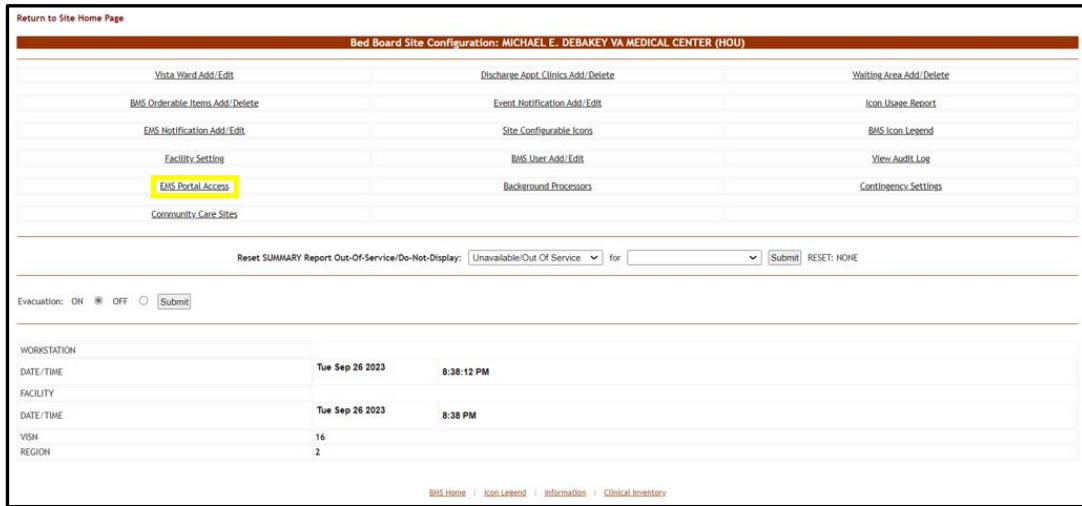 Return to Site Home Page
Bed Board Site Configuration: MICHAEL E. DEBAKEY VA MEDICAL CENTER (HOU)
Vista Ward Add/Edit Discharge Appt Clinics Add/Delete Waiting Area Add/Delete
BMS Orderable Items Add/Delete Event Notification Add/Edit Icon Usage Report
EMS Notification Add/Edit Site Configurable Icons BMS Icon Legend
Facility Setting BMS User Add/Edit View Audit Log
EMS Portal Access Background Processors Contingency Settings
Community Care Sites
Reset SUMMARY Report Out-Of-Service/Do-Not-Display: Unavailable/Out Of Service for Submit RESET: NONE
Evacuation: ON OFF Submit
WORKSTATION
DATE/TIME Tue Sep 26 2023 8:38:12 PM
FACILITY
DATE/TIME Tue Sep 26 2023 8:38 PM
VISN 16
REGION 2
BMS Home | Icon Legend | Information | Clinical Inventory